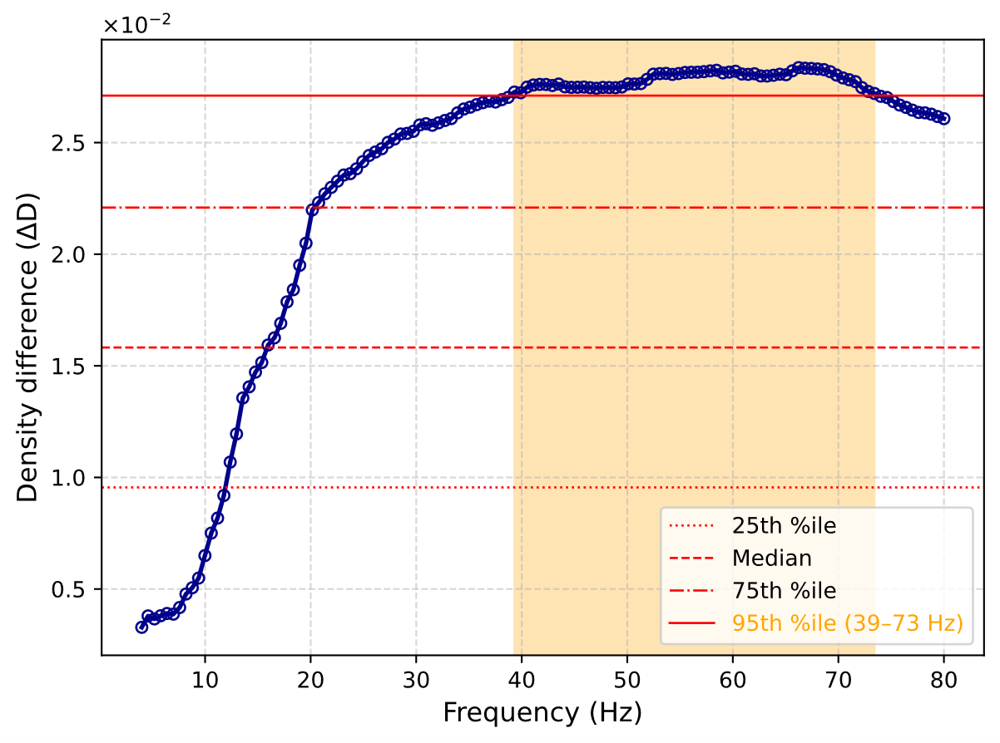 ×10⁻²
2.5
2.0
1.5
1.0
0.5
Density difference (ΔD)
25th %ile
Median
75th %ile
95th %ile (39–73 Hz)
10 20 30 40 50 60 70 80
Frequency (Hz)